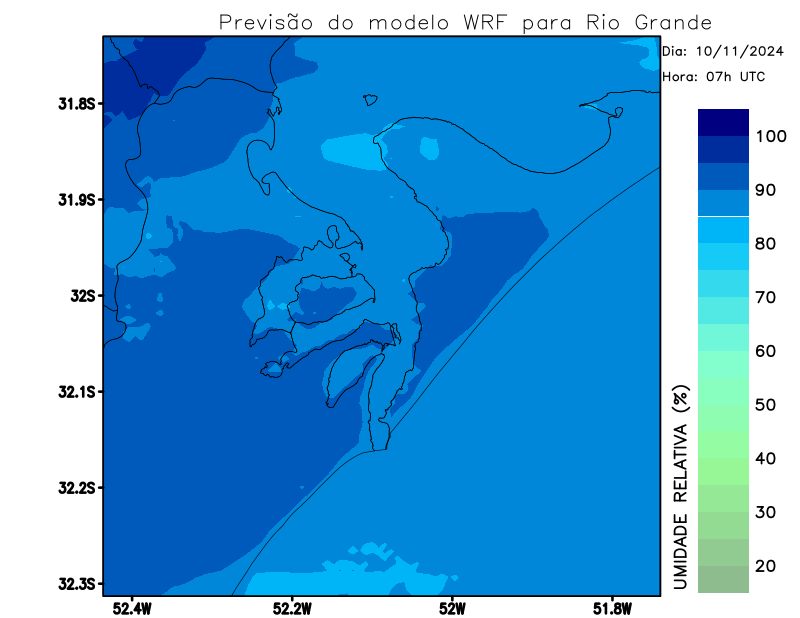 Previsão do modelo WRF para Rio Grande
Dia: 10/11/2024
Hora: 07h UTC
31.8S
31.9S
32S
32.1S
32.2S
32.3S
52.4W
52.2W
52W
51.8W
100
90
80
70
60
50
40
30
20
UMIDADE RELATIVA (%)